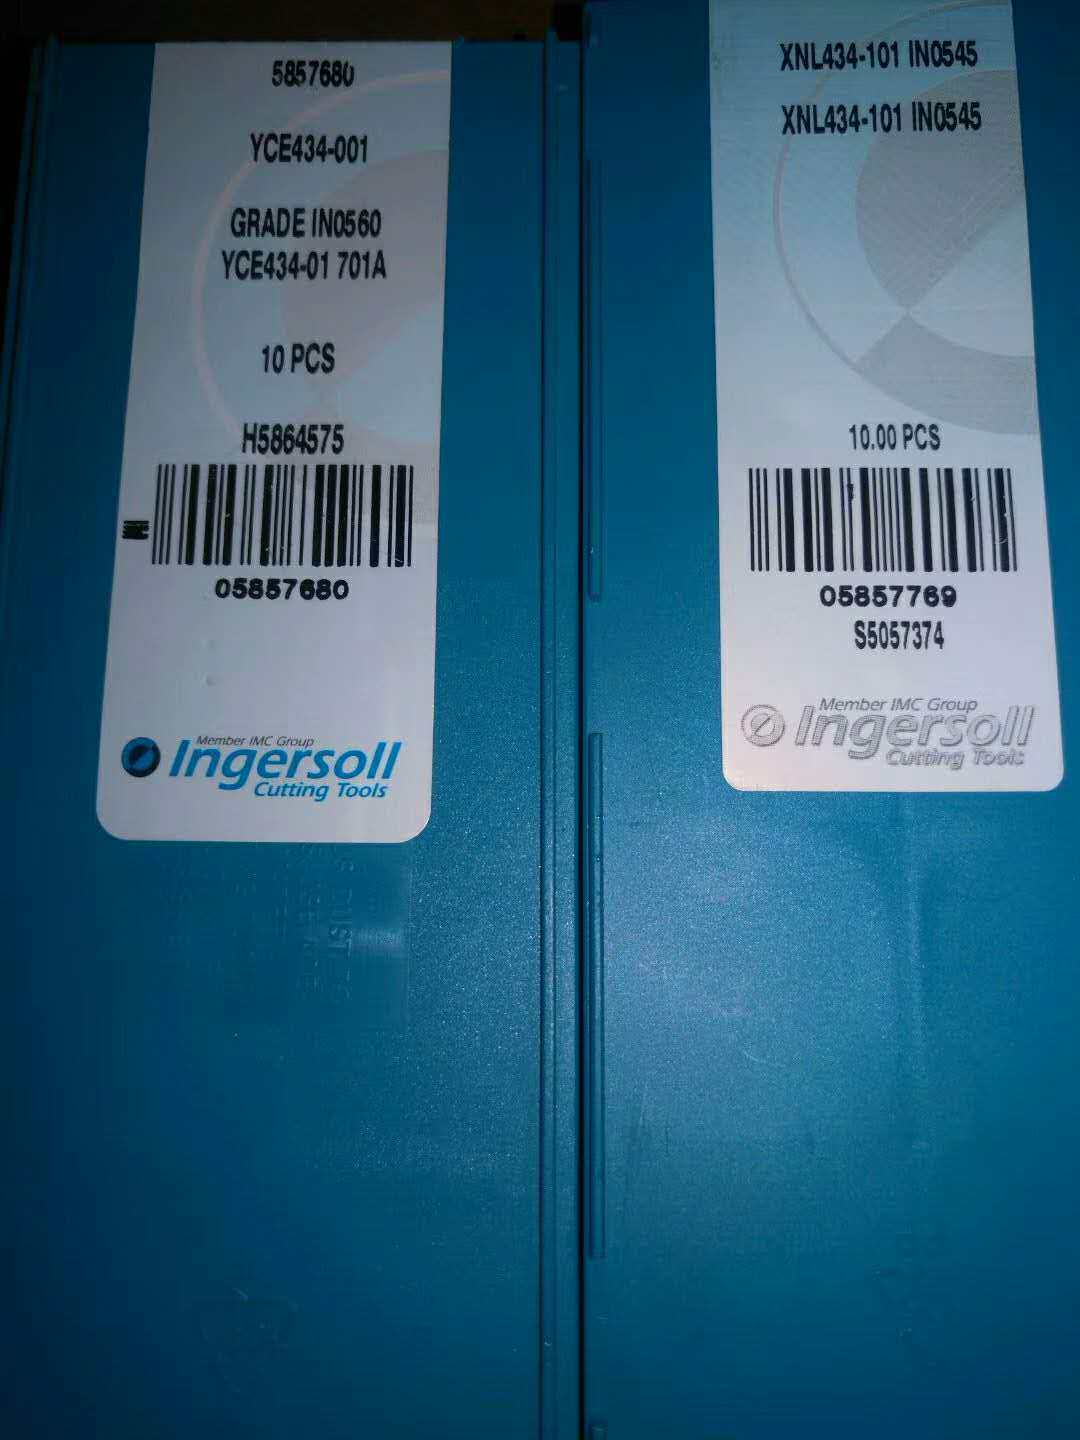 5857680
YCE434-001
GRADE IN0560
YCE434-01 701A
10 PCS
H5864575
05857680
Member IMC Group
Ingersoll
Cutting Tools
XNL434-101 IN0545
XNL434-101 IN0545
10.00 PCS
05857769
S5057374
Member IMC Group
Ingersoll
Cutting Tools